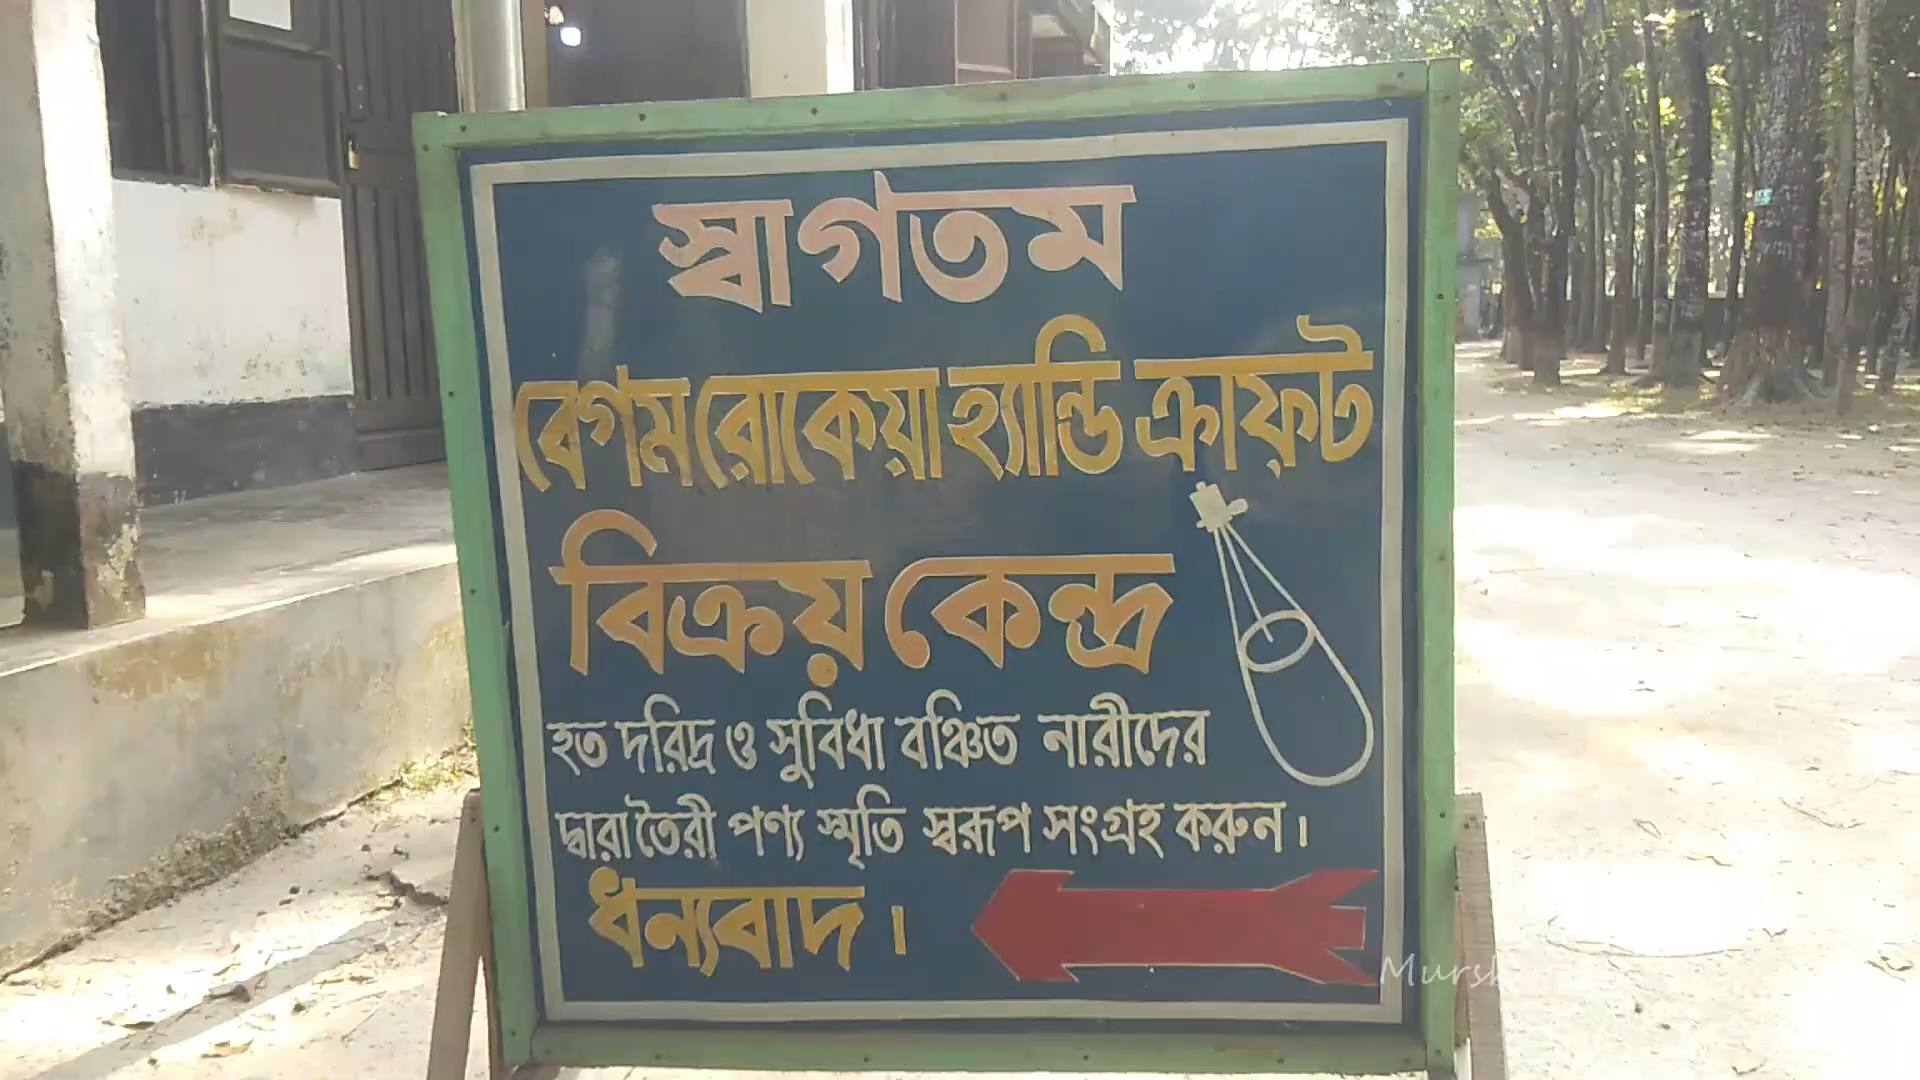 স্বাগতম
বেগম রোকেয়া হ্যান্ডি ক্রাফট
বিক্রয় কেন্দ্র
হত দরিদ্র ও সুবিধা বঞ্চিত নারীদের
দ্বারা তৈরী পণ্য স্মৃতি স্বরূপ সংগ্রহ করুন।
ধন্যবাদ।